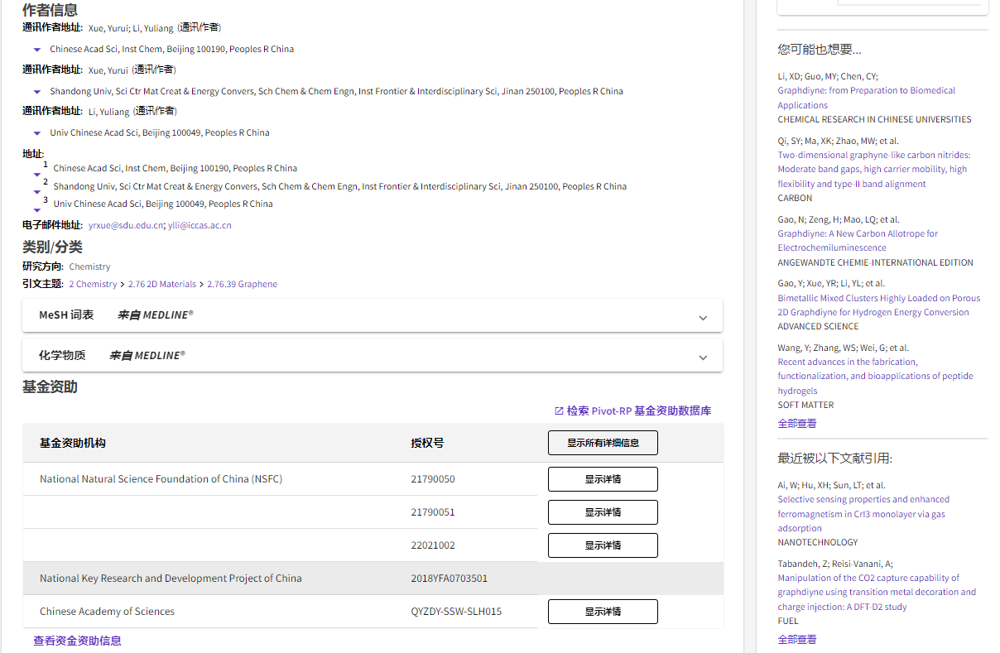 作者信息
通讯作者地址: Xue, Yurui; Li, Yuliang (通讯作者)
Chinese Acad Sci, Inst Chem, Beijing 100190, Peoples R China
通讯作者地址: Xue, Yurui (通讯作者)
Shandong Univ, Sci Ctr Mat Creat & Energy Convers, Sch Chem & Chem Engn, Inst Frontier & Interdisciplinary Sci, Jinan 250100, Peoples R China
通讯作者地址: Li, Yuliang (通讯作者)
Univ Chinese Acad Sci, Beijing 100049, Peoples R China
地址:
1 Chinese Acad Sci, Inst Chem, Beijing 100190, Peoples R China
2 Shandong Univ, Sci Ctr Mat Creat & Energy Convers, Sch Chem & Chem Engn, Inst Frontier & Interdisciplinary Sci, Jinan 250100, Peoples R China
3 Univ Chinese Acad Sci, Beijing 100049, Peoples R China
电子邮件地址: yrxue@sdu.edu.cn; ylli@iccas.ac.cn
类别/分类
研究方向: Chemistry
引文主题: 2 Chemistry > 2.76 2D Materials > 2.76.39 Graphene
MeSH 词表 来自 MEDLINE®
化学物质 来自 MEDLINE®
基金资助
检索 Pivot-RP 基金资助数据库
基金资助机构 授权号 显示所有详细信息
National Natural Science Foundation of China (NSFC) 21790050 显示详情
21790051 显示详情
22021002 显示详情
National Key Research and Development Project of China 2018YFA0703501
Chinese Academy of Sciences QYZDY-SSW-SLH015 显示详情
查看资金资助信息
您可能也想要...
Li, XD; Guo, MY; Chen, CY;
Graphdiyne: from Preparation to Biomedical
Applications
CHEMICAL RESEARCH IN CHINESE UNIVERSITIES
Qi, SY; Ma, XK; Zhao, MW; et al.
Two-dimensional graphyne-like carbon nitrides:
Moderate band gaps, high carrier mobility, high
flexibility and type-II band alignment
CARBON
Gao, N; Zeng, H; Mao, LQ; et al.
Graphdiyne: A New Carbon Allotrope for
Electrochemiluminescence
ANGEWANDTE CHEMIE-INTERNATIONAL EDITION
Gao, Y; Xue, YR; Li, YL; et al.
Bimetallic Mixed Clusters Highly Loaded on Porous
2D Graphdiyne for Hydrogen Energy Conversion
ADVANCED SCIENCE
Wang, Y; Zhang, WS; Wei, G; et al.
Recent advances in the fabrication,
functionalization, and bioapplications of peptide
hydrogels
SOFT MATTER
全部查看
最近被以下文献引用:
Ai, W; Hu, XH; Sun, LT; et al.
Selective sensing properties and enhanced
ferromagnetism in CrI3 monolayer via gas
adsorption
NANOTECHNOLOGY
Tabandeh, Z; Reisi-Vanani, A;
Manipulation of the CO2 capture capability of
graphdiyne using transition metal decoration and
charge injection: A DFT-D2 study
FUEL
全部查看